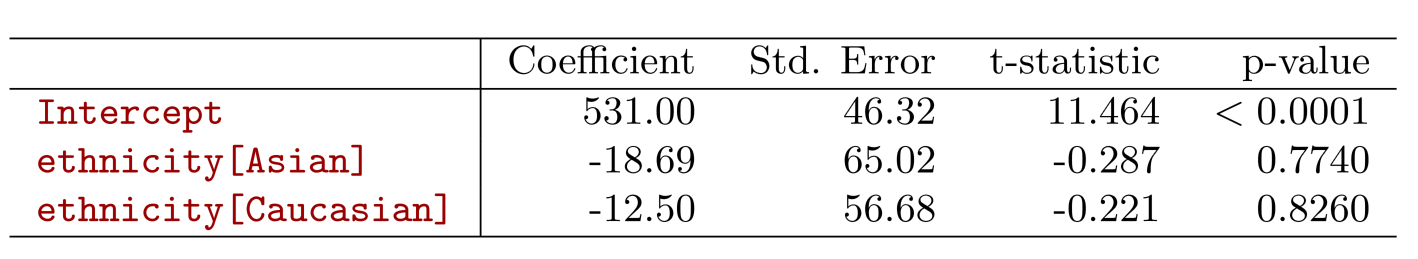 Coefficient Std. Error t-statistic p-value
Intercept 531.00 46.32 11.464 < 0.0001
ethnicity[Asian] -18.69 65.02 -0.287 0.7740
ethnicity[Caucasian] -12.50 56.68 -0.221 0.8260